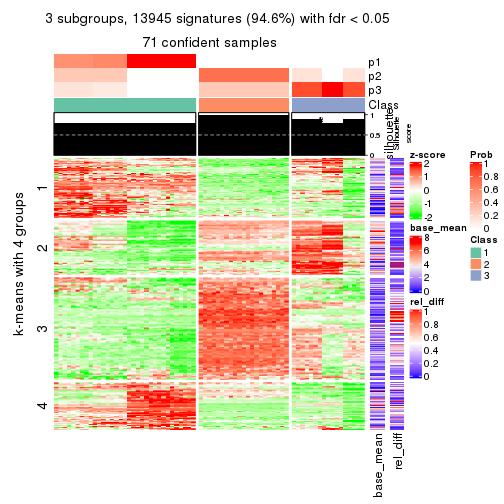 3 subgroups, 13945 signatures (94.6%) with fdr < 0.05
71 confident samples
p1
p2
p3
Class
1
0.5
0
silhouette
silhouette
score
k-means with 4 groups
1
2
3
4
base_mean
rel_diff
z-score
2
1
0
-1
-2
base_mean
8
6
4
2
0
rel_diff
1
0.8
0.6
0.4
0.2
0
Prob
1
0.8
0.6
0.4
0.2
0
Class
1
2
3